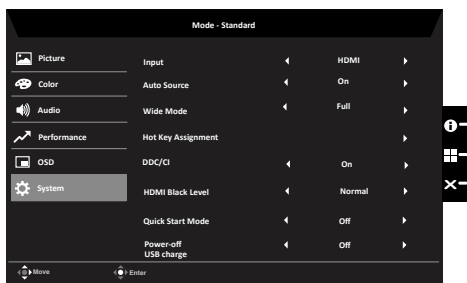 Mode - Standard
Picture
Color
Audio
Performance
OSD
System
Input HDMI
Auto Source On
Wide Mode Full
Hot Key Assignment
DDC/CI On
HDMI Black Level Normal
Quick Start Mode Off
Power-off Off
USB charge
Move Enter